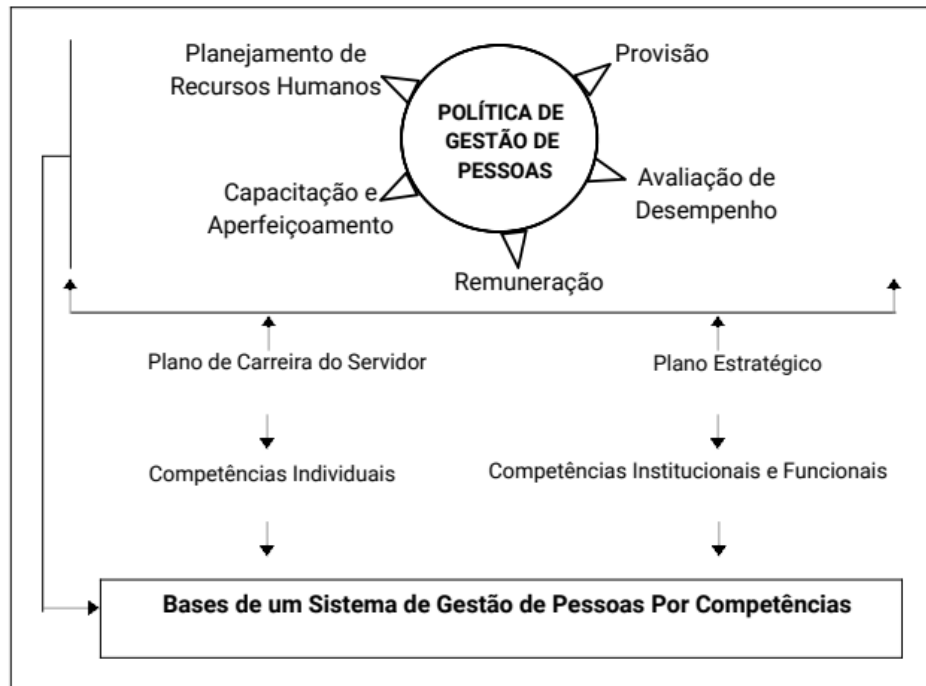 Planejamento de
Recursos Humanos
Provisão
POLÍTICA DE
GESTÃO DE
PESSOAS
Capacitação e
Aperfeiçoamento
Avaliação de
Desempenho
Remuneração
Plano de Carreira do Servidor
Plano Estratégico
Competências Individuais
Competências Institucionais e Funcionais
Bases de um Sistema de Gestão de Pessoas Por Competências